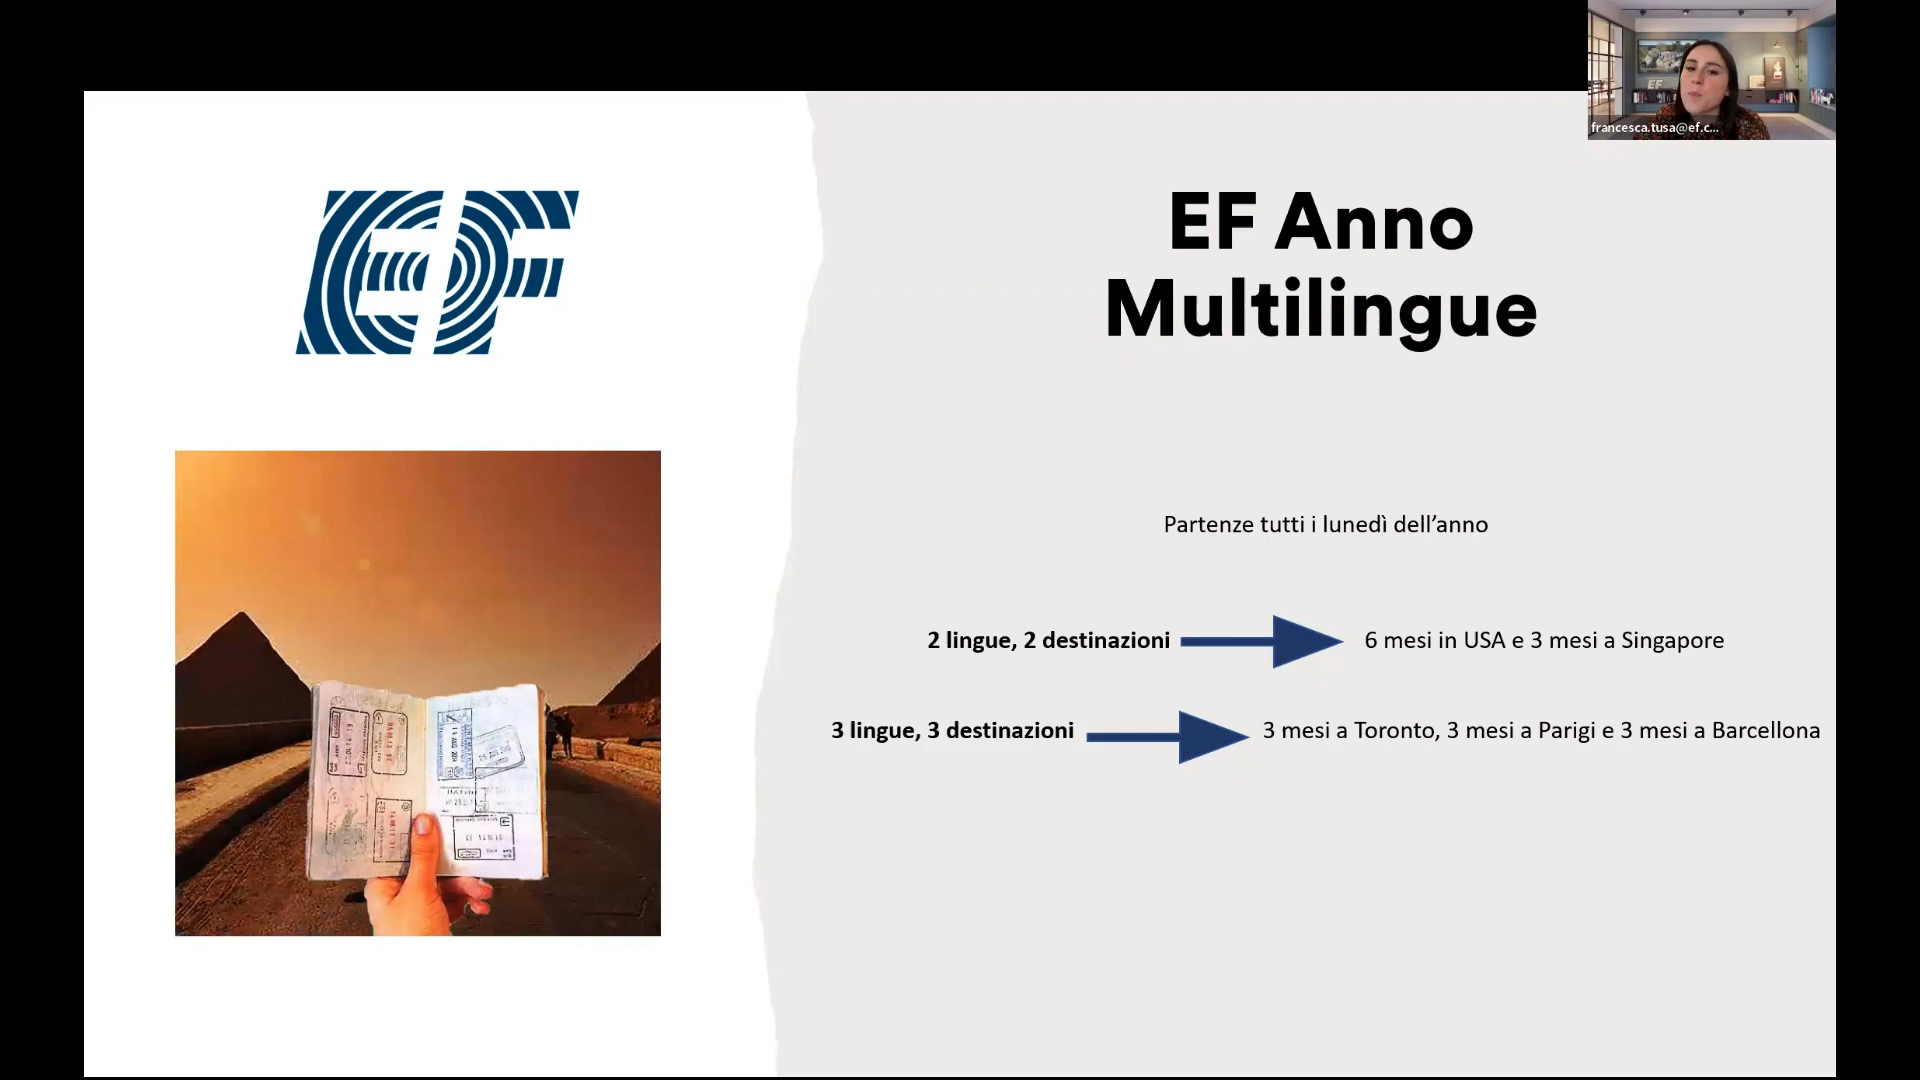 francesca.tusa@ef.c...
EF
EF Anno
Multilingue
Partenze tutti i lunedì dell’anno
2 lingue, 2 destinazioni
6 mesi in USA e 3 mesi a Singapore
3 lingue, 3 destinazioni
3 mesi a Toronto, 3 mesi a Parigi e 3 mesi a Barcellona